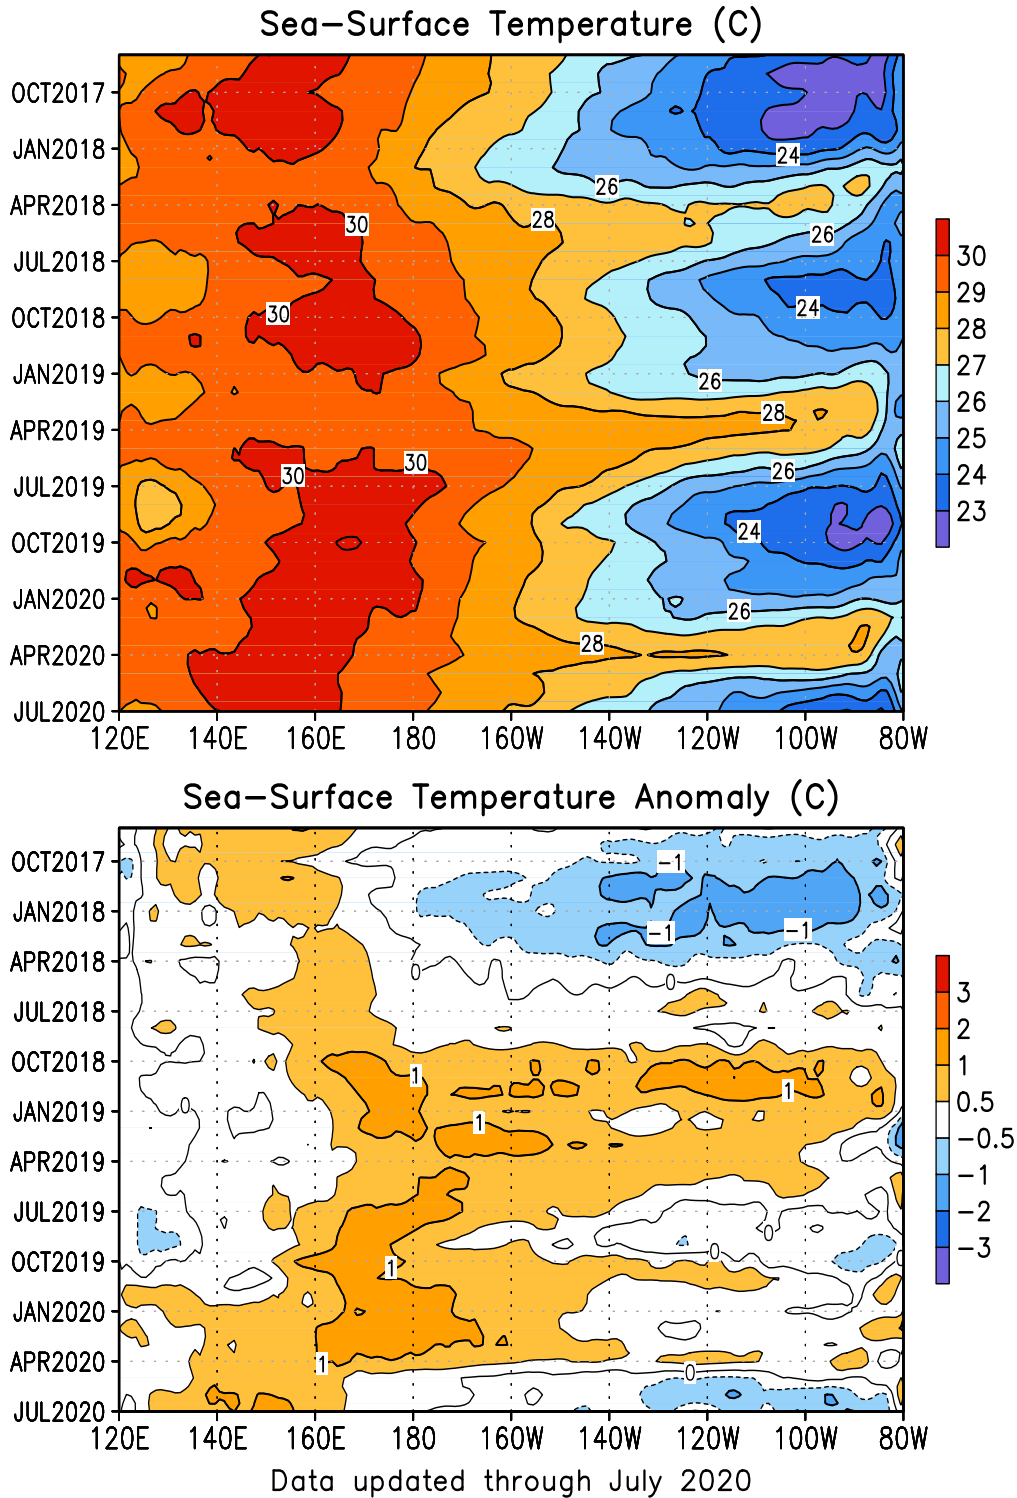 Sea-Surface Temperature (C)
OCT2017
JAN2018
APR2018
JUL2018
OCT2018
JAN2019
APR2019
JUL2019
OCT2019
JAN2020
APR2020
JUL2020
24
26
28
30
26
24
30
26
28
30
30
26
24
26
28
30
29
28
27
26
25
24
23
120E 140E 160E 180 160W 140W 120W 100W 80W
Sea-Surface Temperature Anomaly (C)
OCT2017
JAN2018
APR2018
JUL2018
OCT2018
JAN2019
APR2019
JUL2019
OCT2019
JAN2020
APR2020
JUL2020
-1
-1
-1
0
0
1
1
0
1
0
0
0
1
1
0
3
2
1
0.5
-0.5
-1
-2
-3
120E 140E 160E 180 160W 140W 120W 100W 80W
Data updated through July 2020